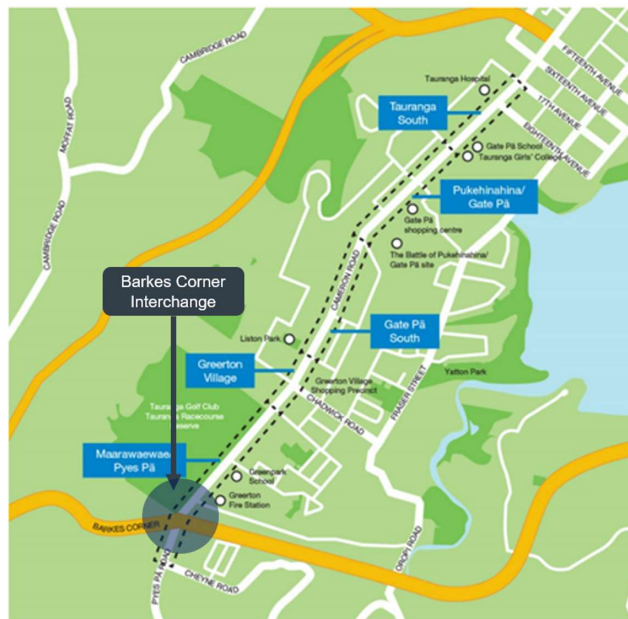 CAMBRIDGE ROAD
MOFFAT ROAD
CAMBRIDGE ROAD
FIFTEENTH AVENUE
SIXTEENTH AVENUE
17TH AVENUE
EIGHTEENTH AVENUE
Tauranga Hospital
Tauranga
South
Gate Pā School
Tauranga Girls' College
Pukehinahina/
Gate Pā
Gate Pā
shopping centre
The Battle of Pukehinahina/
Gate Pā site
CAMERON ROAD
Barkes Corner
Interchange
Gate Pā
South
Liston Park
Greerton
Village
Greerton Village
Shopping Precinct
Yatton Park
FRASER STREET
CHADWICK ROAD
Tauranga Golf Club
Tauranga Racecourse
Reserve
Maarawaewae/
Pyes Pā
Greenpark
School
Greerton
Fire Station
BARKES CORNER
PYES PĀ ROAD
CHEYNE ROAD
OROPI ROAD